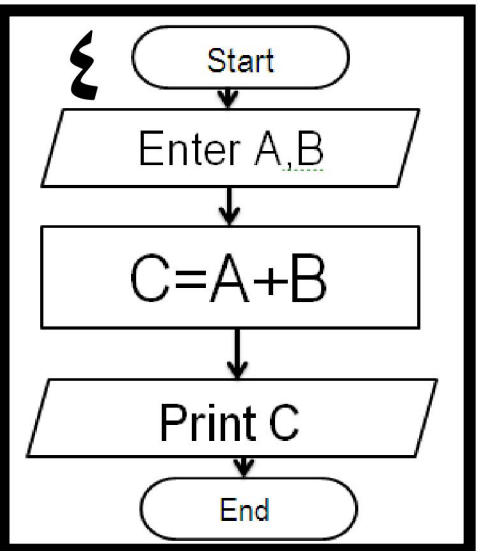 ٤
Start
Enter A,B
C=A+B
Print C
End